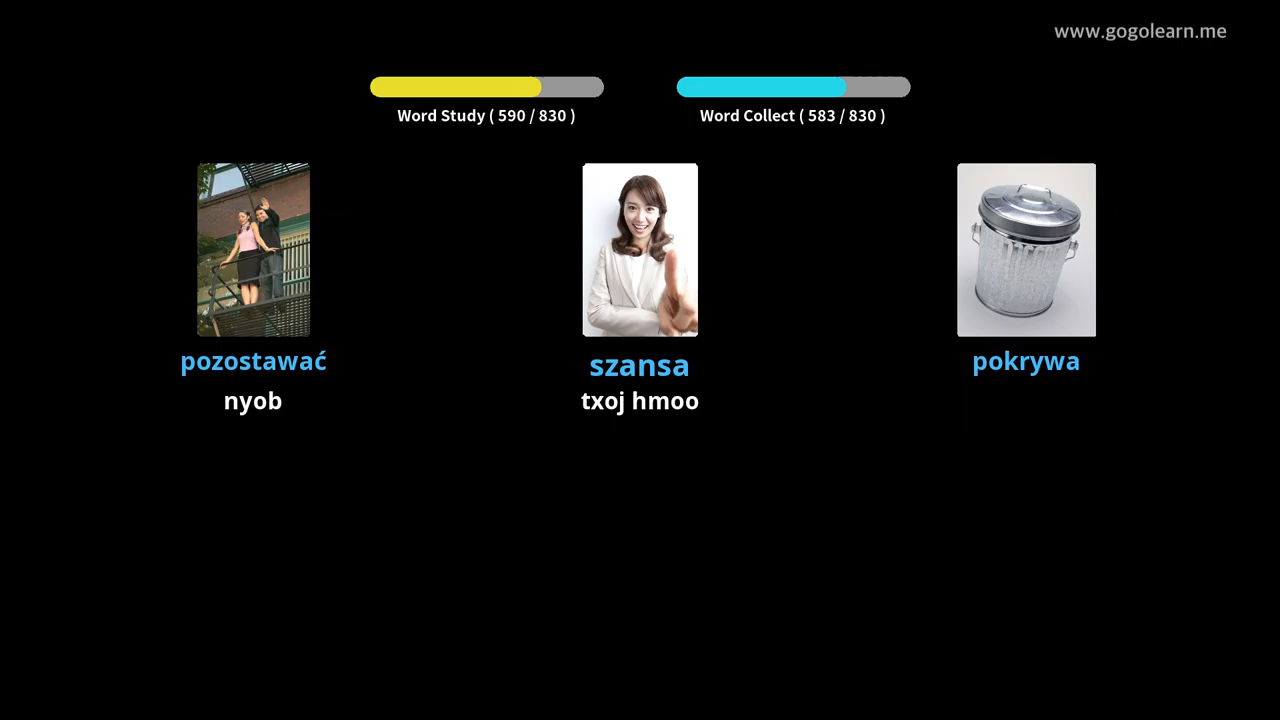 www.gogolearn.me
Word Study ( 590 / 830 )
Word Collect ( 583 / 830 )
pozostawać
szansa
pokrywa
nyob
txoj hmoo